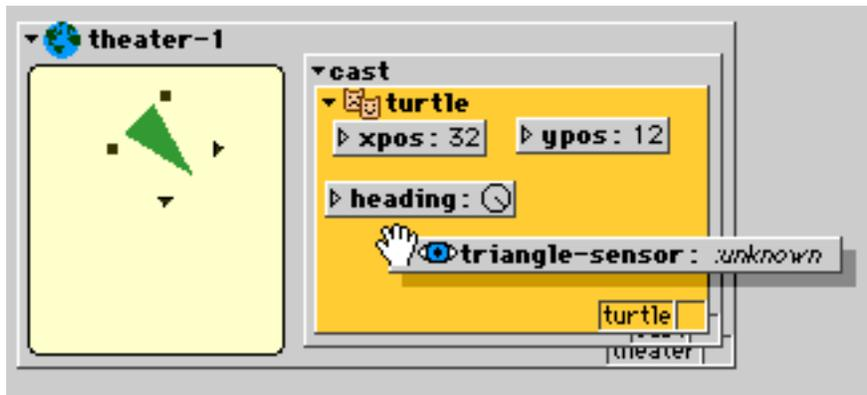 theater-1
cast
turtle
xpos: 32
ypos: 12
heading:
triangle-sensor: :unknown
turtle
theater